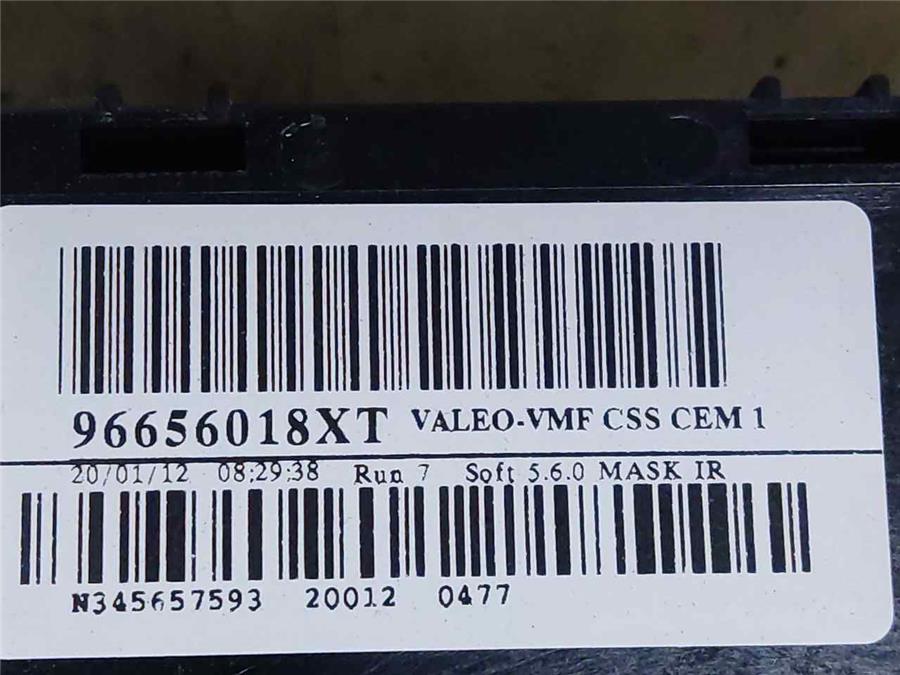 96656018XT VALEO-VMF CSS CEM 1
20/01/12 08:29:38 Run 7 Soft 5.6.0 MASK IR
N345657593 20012 0477